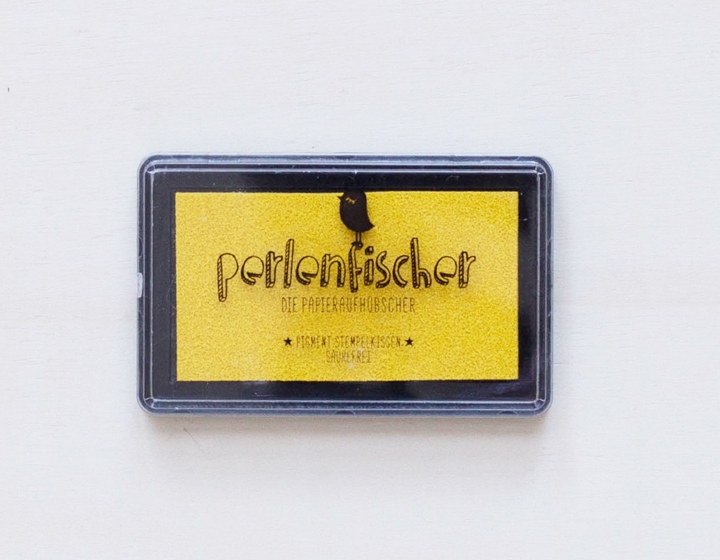 perlenfischer
DIE PAPIERAUFHÜBSCHER
★ PIGMENT STEMPELKISSEN ★
SÄUREFREI